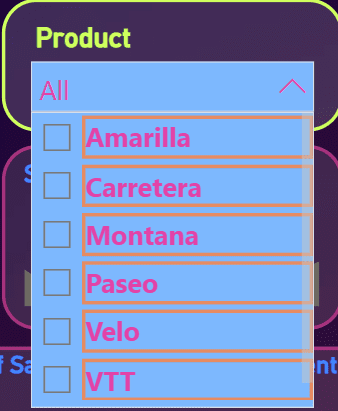 Product
All
Amarilla
Carretera
Montana
Paseo
Velo
VTT